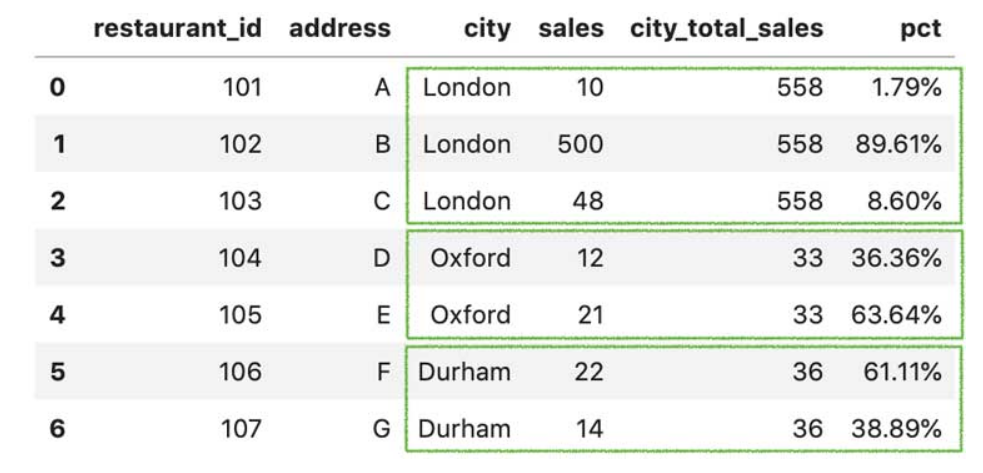 restaurant_id address city sales city_total_sales pct
0 101 A London 10 558 1.79%
1 102 B London 500 558 89.61%
2 103 C London 48 558 8.60%
3 104 D Oxford 12 33 36.36%
4 105 E Oxford 21 33 63.64%
5 106 F Durham 22 36 61.11%
6 107 G Durham 14 36 38.89%